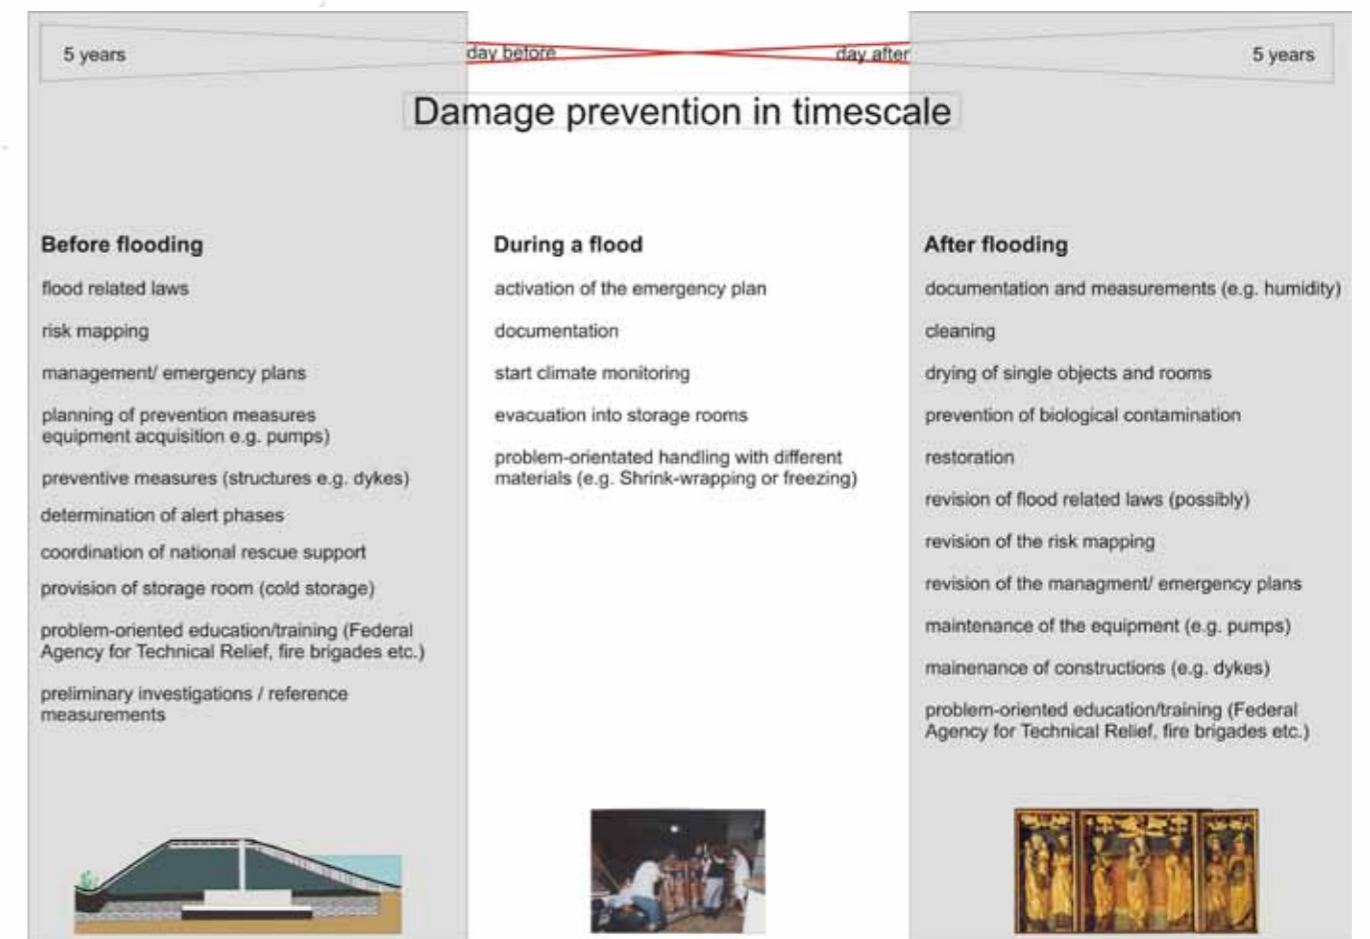 5 years
day before
day after
5 years
Damage prevention in timescale
Before flooding
flood related laws
risk mapping
management/ emergency plans
planning of prevention measures
equipment acquisition e.g. pumps)
preventive measures (structures e.g. dykes)
determination of alert phases
coordination of national rescue support
provision of storage room (cold storage)
problem-oriented education/training (Federal
Agency for Technical Relief, fire brigades etc.)
preliminary investigations / reference
measurements
During a flood
activation of the emergency plan
documentation
start climate monitoring
evacuation into storage rooms
problem-orientated handling with different
materials (e.g. Shrink-wrapping or freezing)
After flooding
documentation and measurements (e.g. humidity)
cleaning
drying of single objects and rooms
prevention of biological contamination
restoration
revision of flood related laws (possibly)
revision of the risk mapping
revision of the managment/ emergency plans
maintenance of the equipment (e.g. pumps)
mainenance of constructions (e.g. dykes)
problem-oriented education/training (Federal
Agency for Technical Relief, fire brigades etc.)